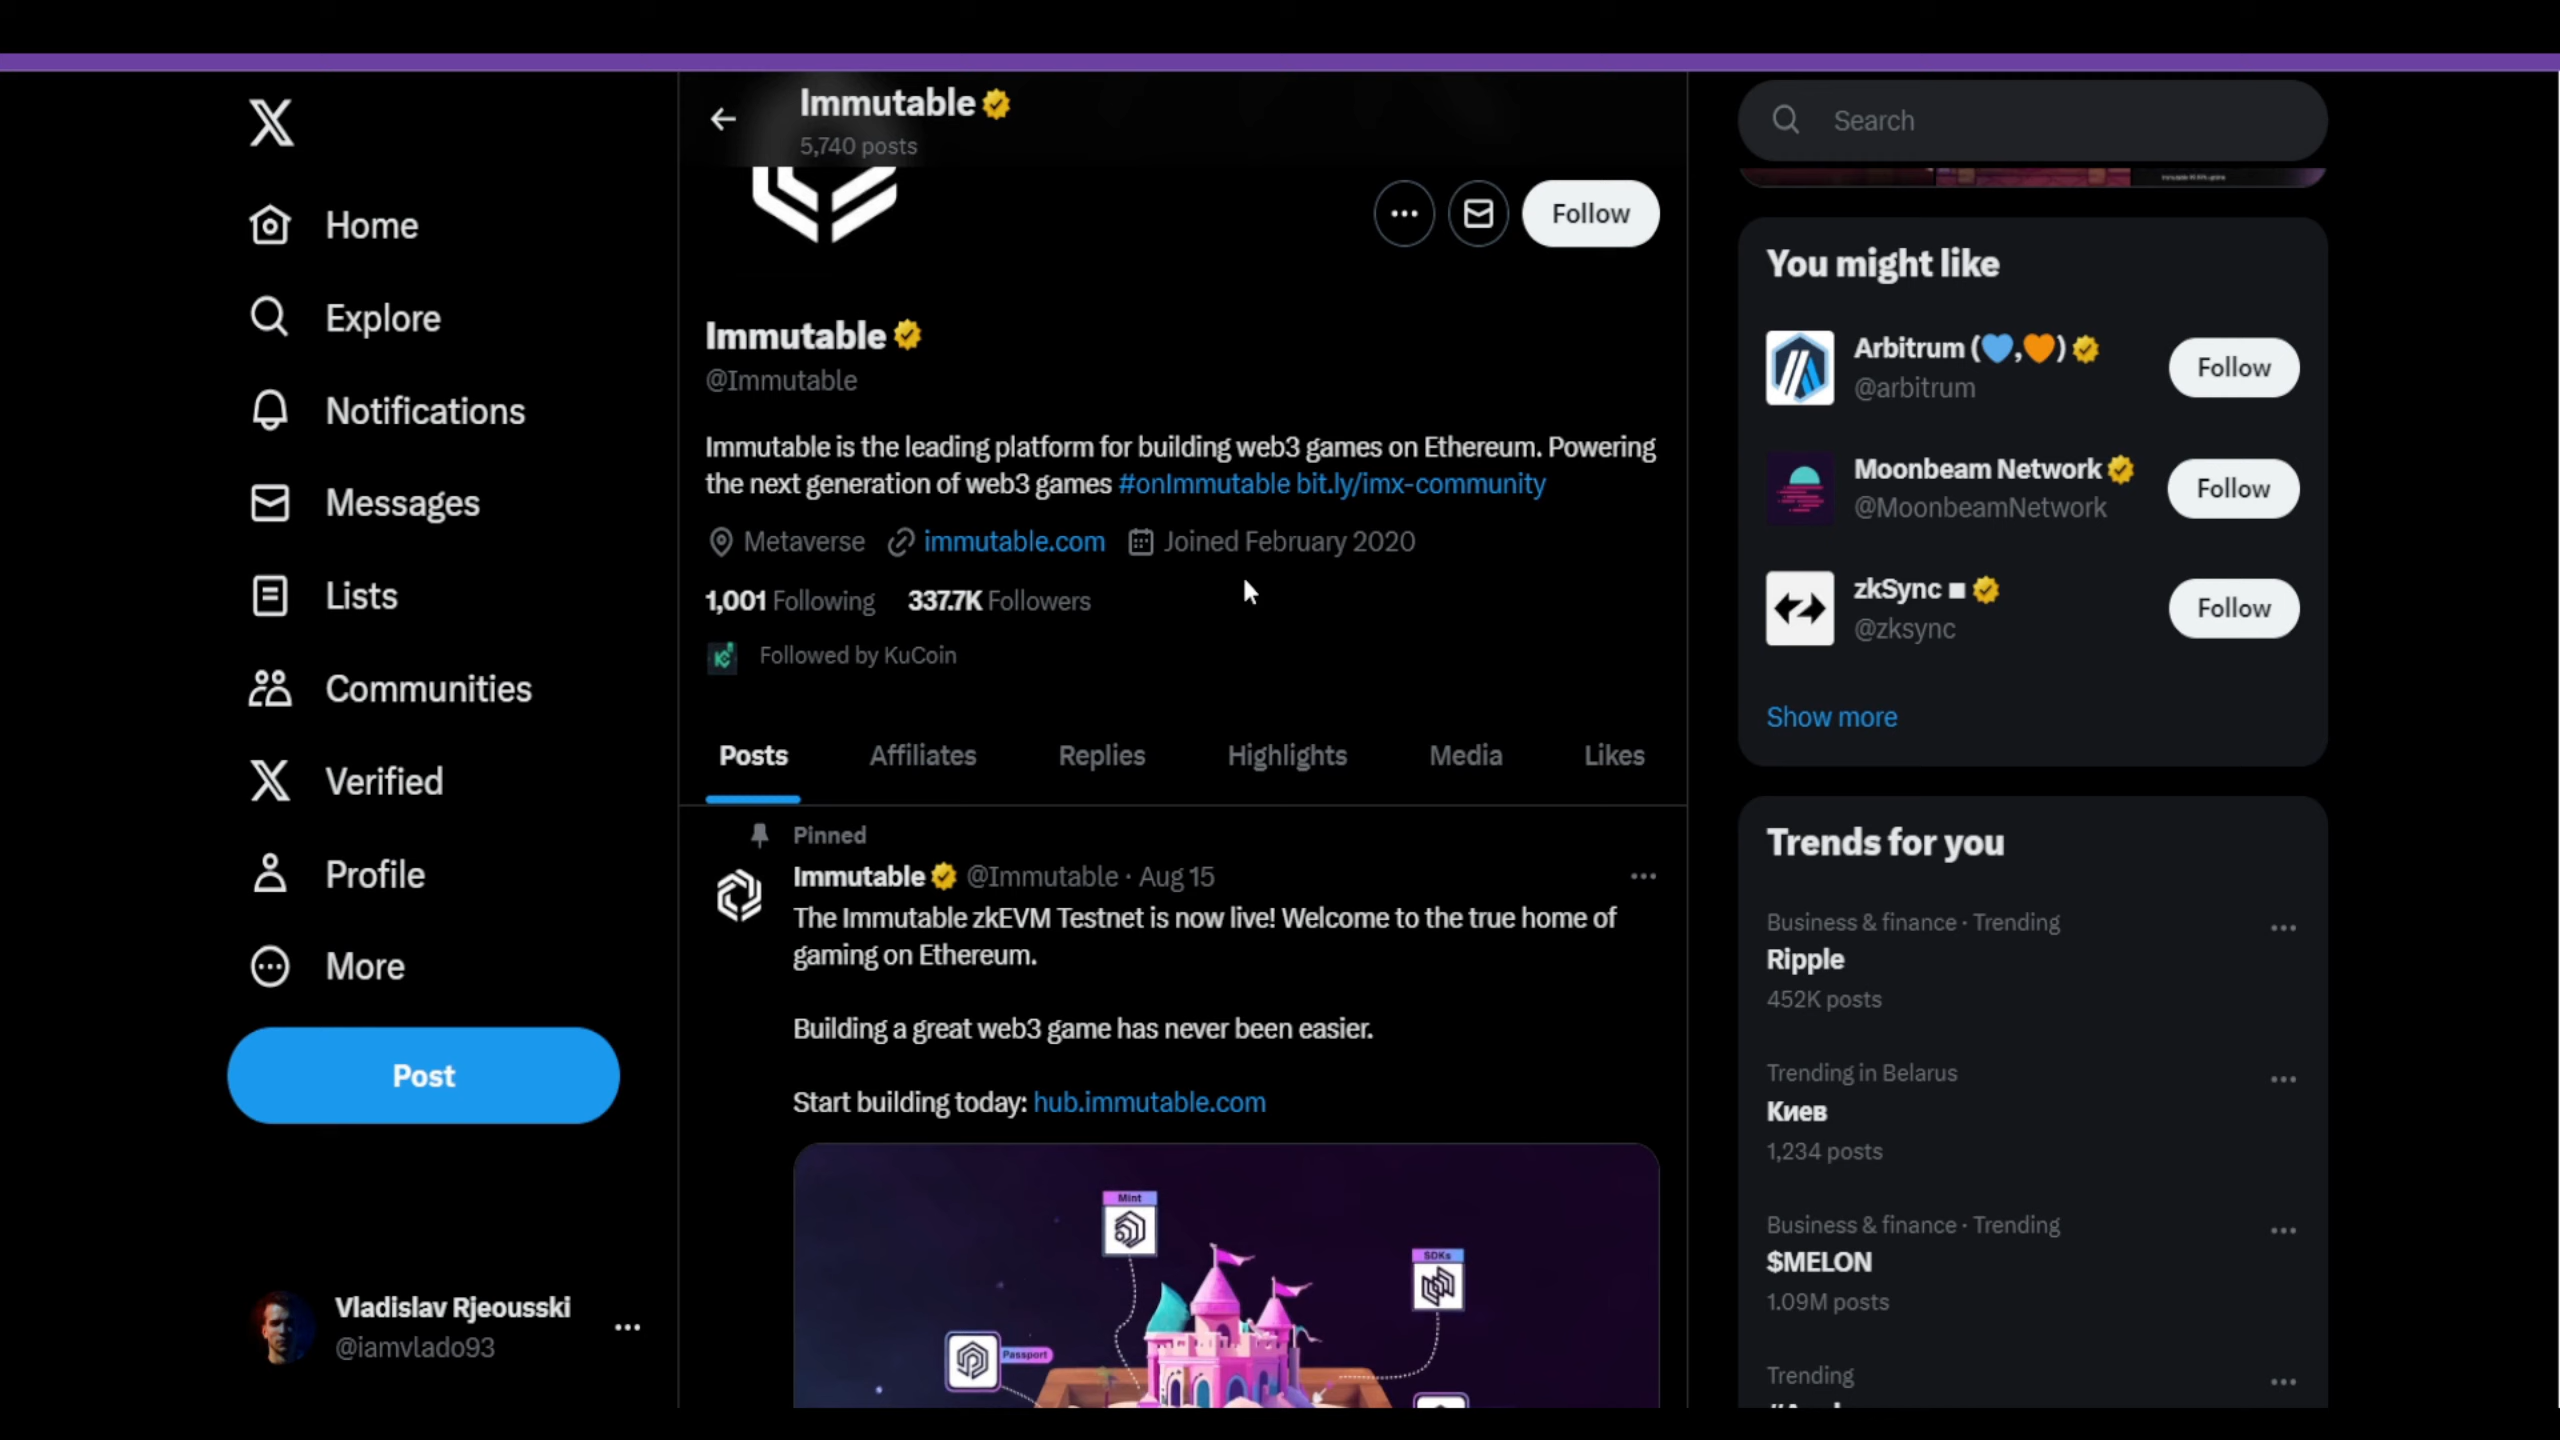 Home
Explore
Notifications
Messages
Lists
Communities
Verified
Profile
More
Post
Vladislav Rjeousski
@iamvlado93
Immutable
5,740 posts
Follow
Immutable
@Immutable
Immutable is the leading platform for building web3 games on Ethereum. Powering
the next generation of web3 games #onImmutable bit.ly/imx-community
Metaverse immutable.com Joined February 2020
1,001 Following 337.7K Followers
Followed by KuCoin
Posts Affiliates Replies Highlights Media Likes
Pinned
Immutable @Immutable · Aug 15
The Immutable zkEVM Testnet is now live! Welcome to the true home of
gaming on Ethereum.
Building a great web3 game has never been easier.
Start building today: hub.immutable.com
Mint
SDKs
Passport
Search
You might like
Arbitrum (💙,🧡)
@arbitrum
Follow
Moonbeam Network
@MoonbeamNetwork
Follow
zkSync ∎
@zksync
Follow
Show more
Trends for you
Business & finance · Trending
Ripple
452K posts
Trending in Belarus
Киев
1,234 posts
Business & finance · Trending
$MELON
1.09M posts
Trending